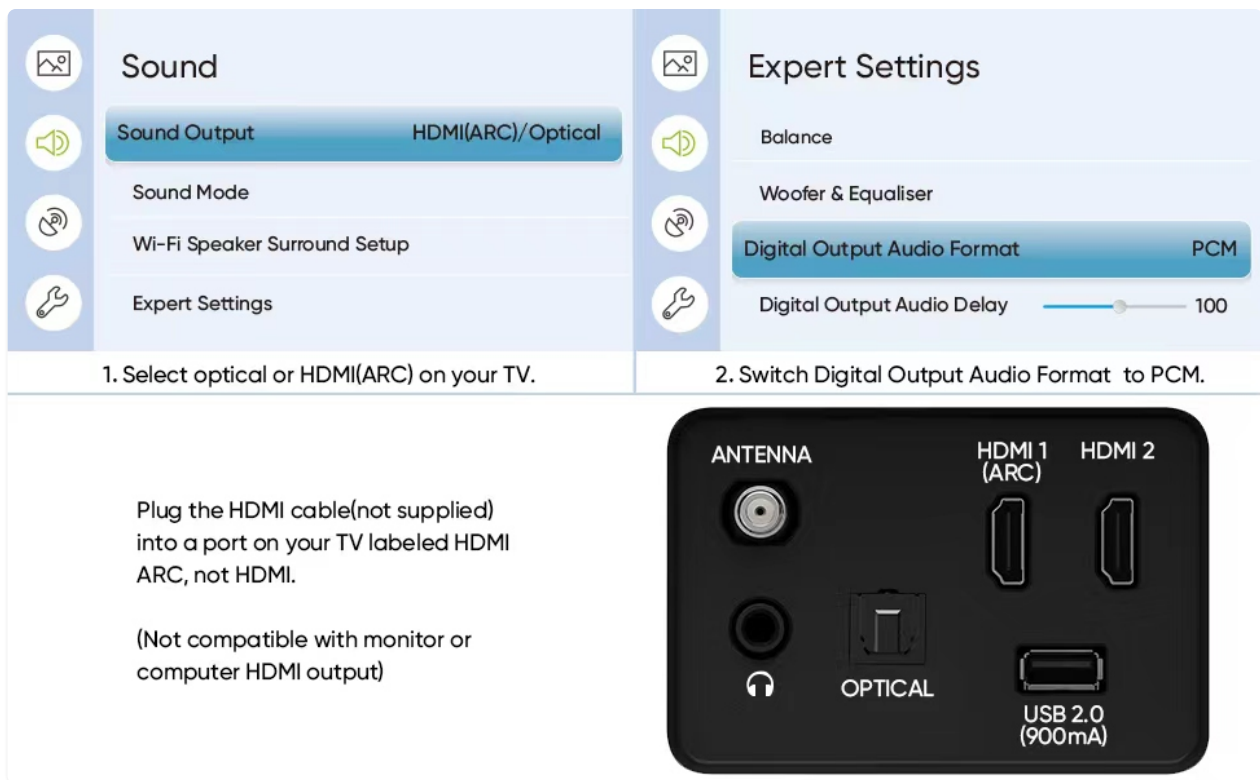 Sound
Sound Output HDMI(ARC)/Optical
Sound Mode
Wi-Fi Speaker Surround Setup
Expert Settings
1. Select optical or HDMI(ARC) on your TV.
Expert Settings
Balance
Woofer & Equaliser
Digital Output Audio Format PCM
Digital Output Audio Delay 100
2. Switch Digital Output Audio Format to PCM.
Plug the HDMI cable(not supplied)
into a port on your TV labeled HDMI
ARC, not HDMI.
(Not compatible with monitor or
computer HDMI output)
ANTENNA
HDMI 1
(ARC)
HDMI 2
OPTICAL
USB 2.0
(900mA)